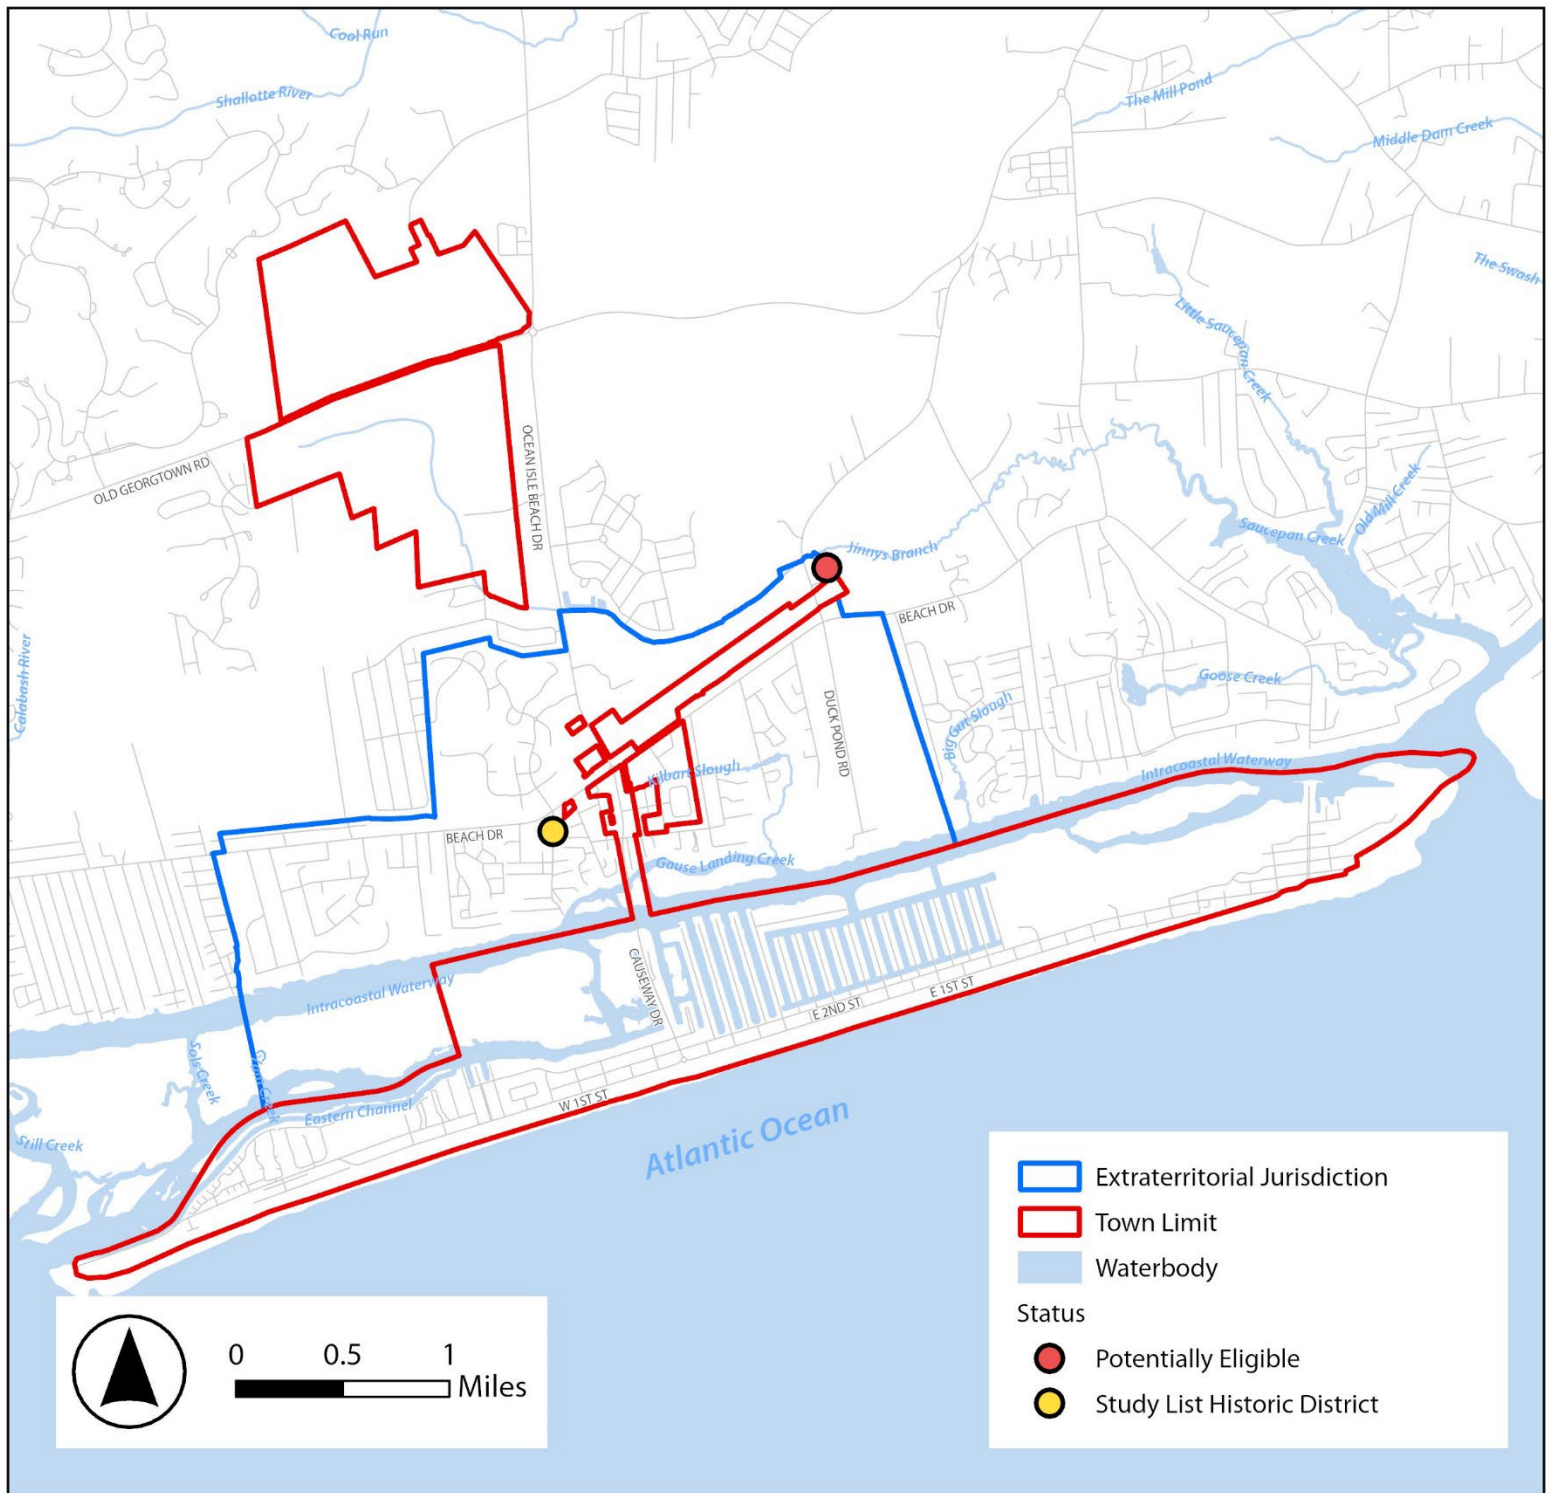 Cool Run
Shallotte River
The Mill Pond
Middle Dam Creek
The Swash
Little Saucepan Creek
OLD GEORGTOWN RD
OCEAN ISLE BEACH DR
Old Mill Creek
Saucepan Creek
Jinnys Branch
BEACH DR
Calabash River
Goose Creek
DUCK POND RD
Big Gut Slough
Kilbart Slough
Intracoastal Waterway
BEACH DR
Gause Landing Creek
Intracoastal Waterway
CAUSEWAY DR
E 1ST ST
E 2ND ST
Sols Creek
Creek
Eastern Channel
W 1ST ST
Still Creek
Atlantic Ocean
Extraterritorial Jurisdiction
Town Limit
Waterbody
Status
Potentially Eligible
Study List Historic District
0 0.5 1
Miles